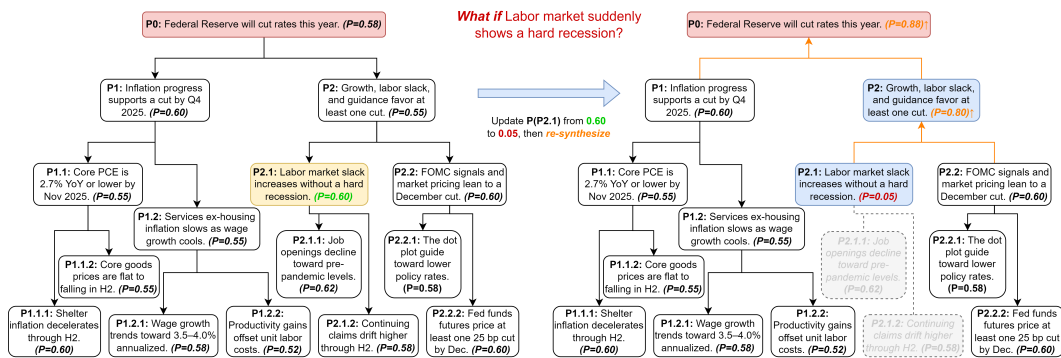 P0: Federal Reserve will cut rates this year. (P=0.58)
P1: Inflation progress
supports a cut by Q4
2025. (P=0.60)
P2: Growth, labor slack,
and guidance favor at
least one cut. (P=0.55)
P1.1: Core PCE is
2.7% YoY or lower by
Nov 2025. (P=0.55)
P2.1: Labor market slack
increases without a hard
recession. (P=0.60)
P2.2: FOMC signals and
market pricing lean to a
December cut. (P=0.60)
P1.2: Services ex-housing
inflation slows as wage
growth cools. (P=0.55)
P1.1.2: Core goods
prices are flat to
falling in H2. (P=0.55)
P2.1.1: Job
openings decline
toward pre-
pandemic levels.
(P=0.62)
P2.2.1: The dot
plot guide
toward lower
policy rates.
(P=0.58)
P1.1.1: Shelter
inflation decelerates
through H2. (P=0.60)
P1.2.1: Wage growth
trends toward 3.5–4.0%
annualized. (P=0.58)
P1.2.2:
Productivity gains
offset unit labor
costs. (P=0.52)
P2.1.2: Continuing
claims drift higher
through H2. (P=0.58)
P2.2.2: Fed funds
futures price at
least one 25 bp cut
by Dec. (P=0.60)
What if Labor market suddenly
shows a hard recession?
Update P(P2.1) from 0.60
to 0.05, then re-synthesize
P0: Federal Reserve will cut rates this year. (P=0.88)↑
P1: Inflation progress
supports a cut by Q4
2025. (P=0.60)
P2: Growth, labor slack,
and guidance favor at
least one cut. (P=0.80)↑
P1.1: Core PCE is
2.7% YoY or lower by
Nov 2025. (P=0.55)
P2.1: Labor market slack
increases without a hard
recession. (P=0.05)
P2.2: FOMC signals and
market pricing lean to a
December cut. (P=0.60)
P1.2: Services ex-housing
inflation slows as wage
growth cools. (P=0.55)
P1.1.2: Core goods
prices are flat to
falling in H2. (P=0.55)
P2.1.1: Job
openings decline
toward pre-
pandemic levels.
(P=0.62)
P2.2.1: The dot
plot guide
toward lower
policy rates.
(P=0.58)
P1.1.1: Shelter
inflation decelerates
through H2. (P=0.60)
P1.2.1: Wage growth
trends toward 3.5–4.0%
annualized. (P=0.58)
P1.2.2:
Productivity gains
offset unit labor
costs. (P=0.52)
P2.1.2: Continuing
claims drift higher
through H2. (P=0.58)
P2.2.2: Fed funds
futures price at
least one 25 bp cut
by Dec. (P=0.60)